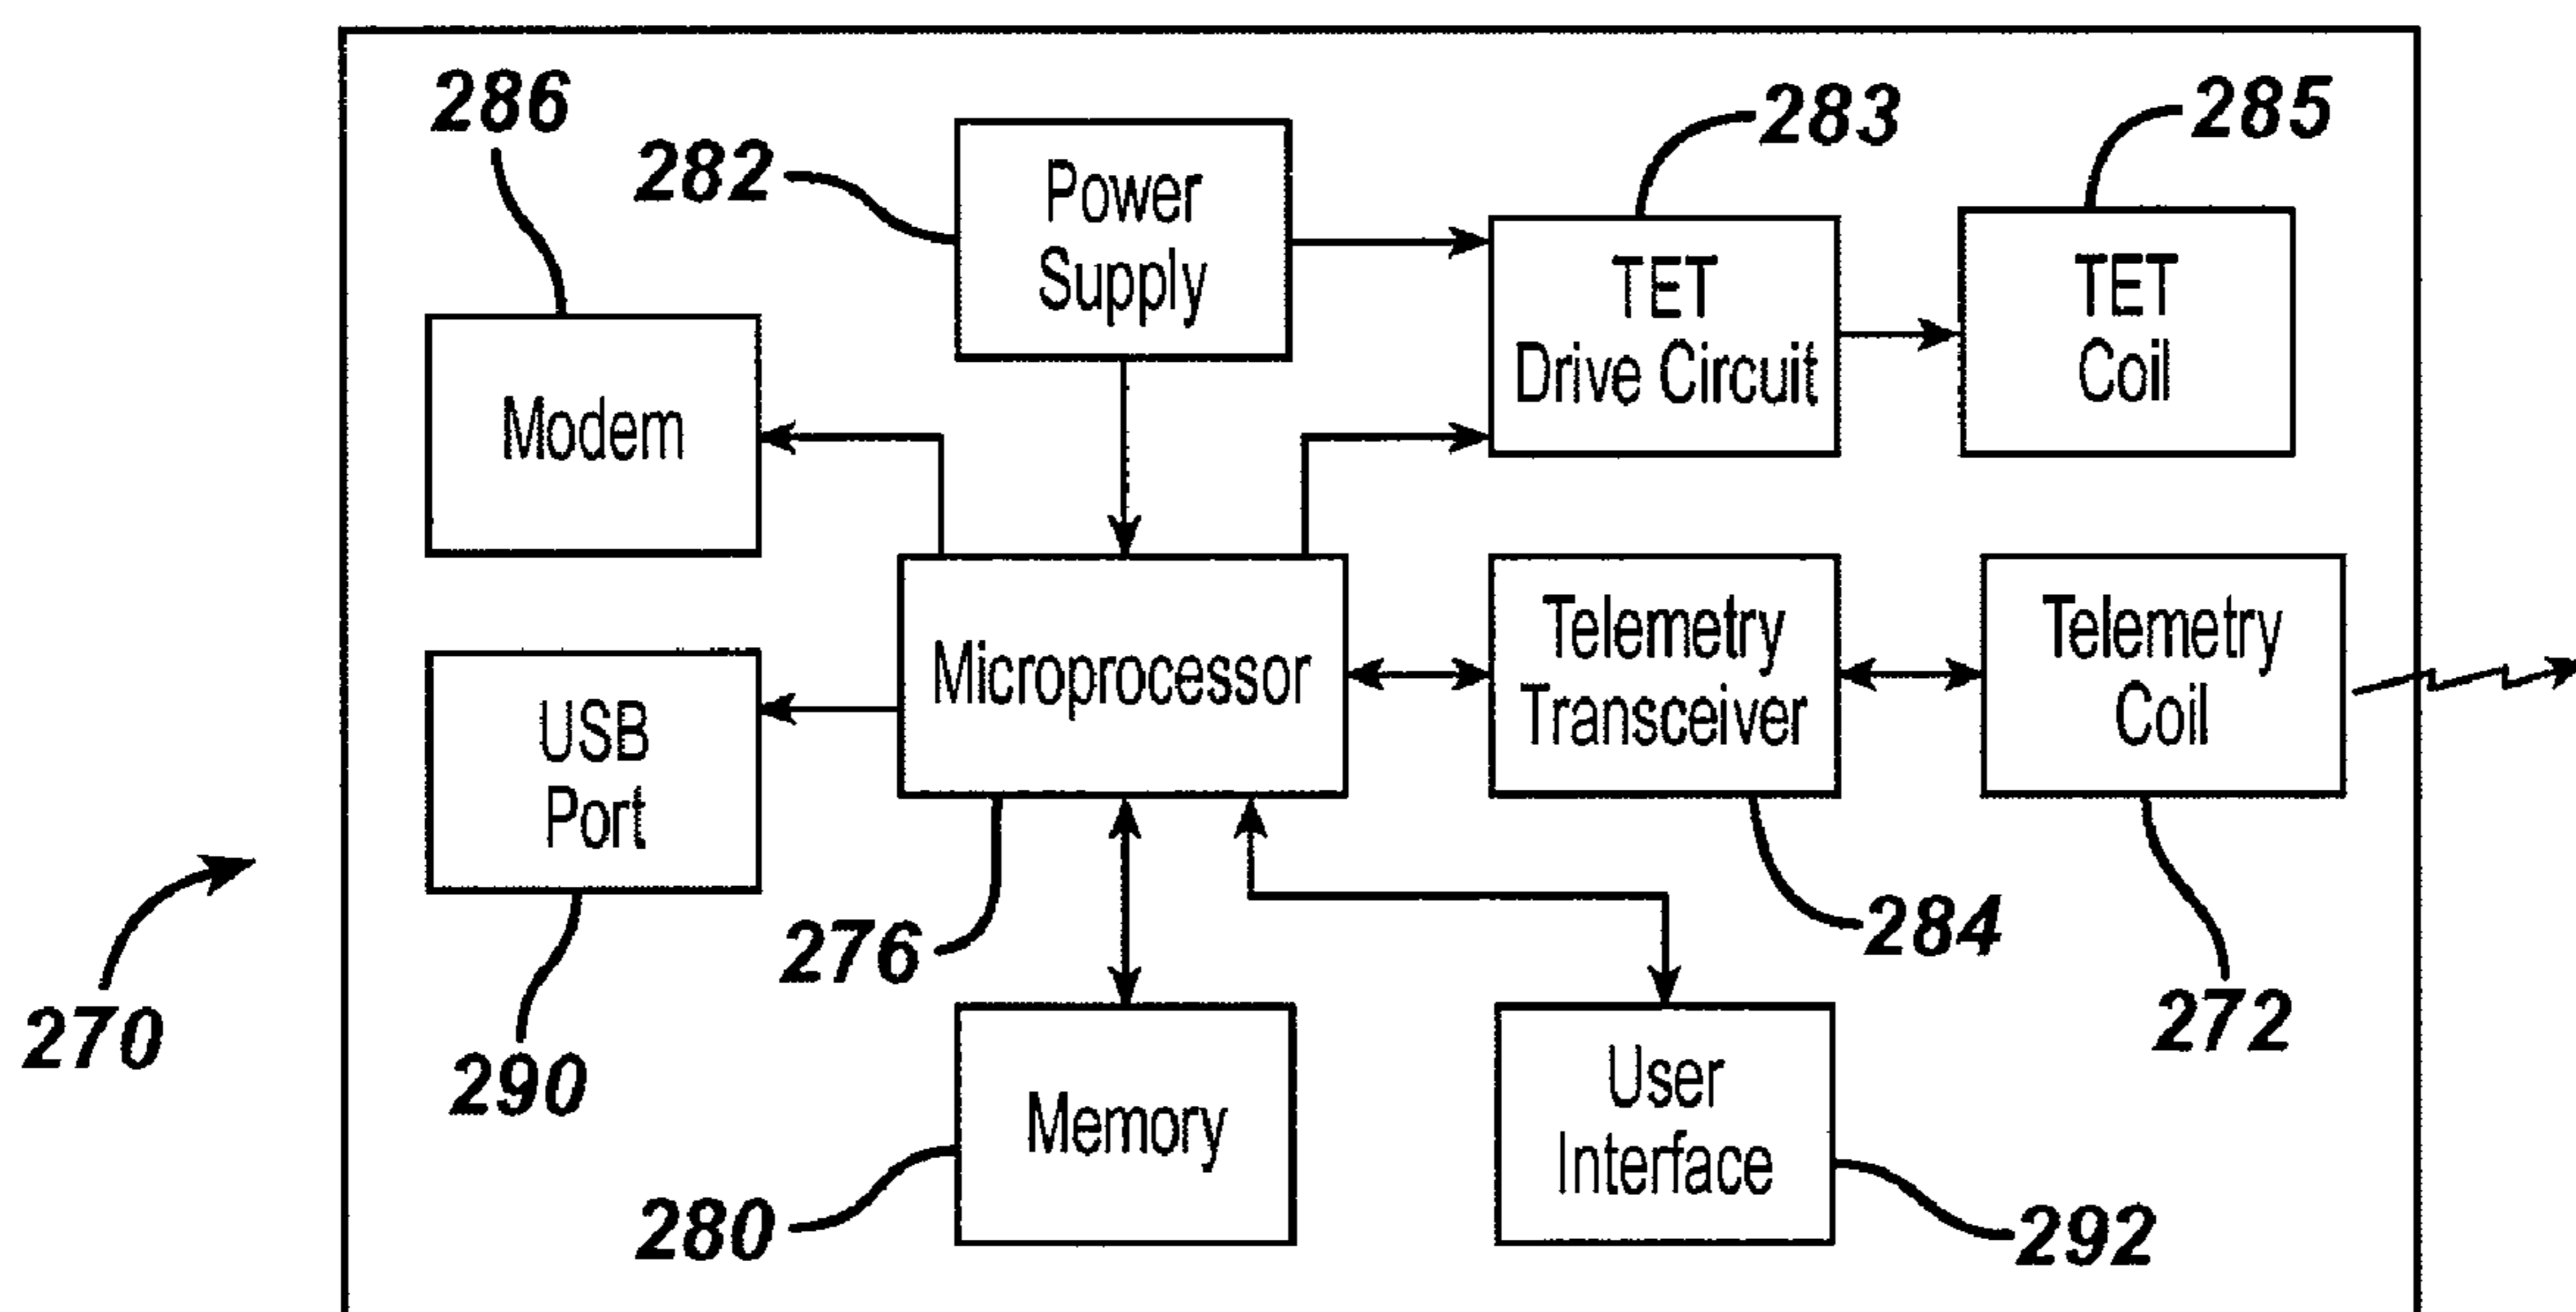 286
282
Power
Supply
283
285
TET
Drive Circuit
TET
Coil
Modem
Microprocessor
Telemetry
Transceiver
Telemetry
Coil
USB
Port
270
290
276
284
272
Memory
User
Interface
280
292